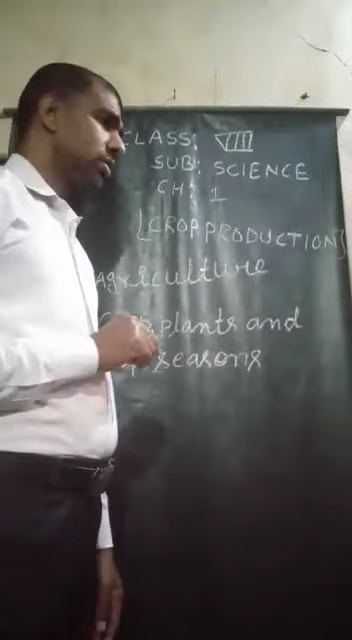 CLASS: VIII
SUB: SCIENCE
CH: 1
[CROP PRODUCTION]
Agriculture
plants and
seasons